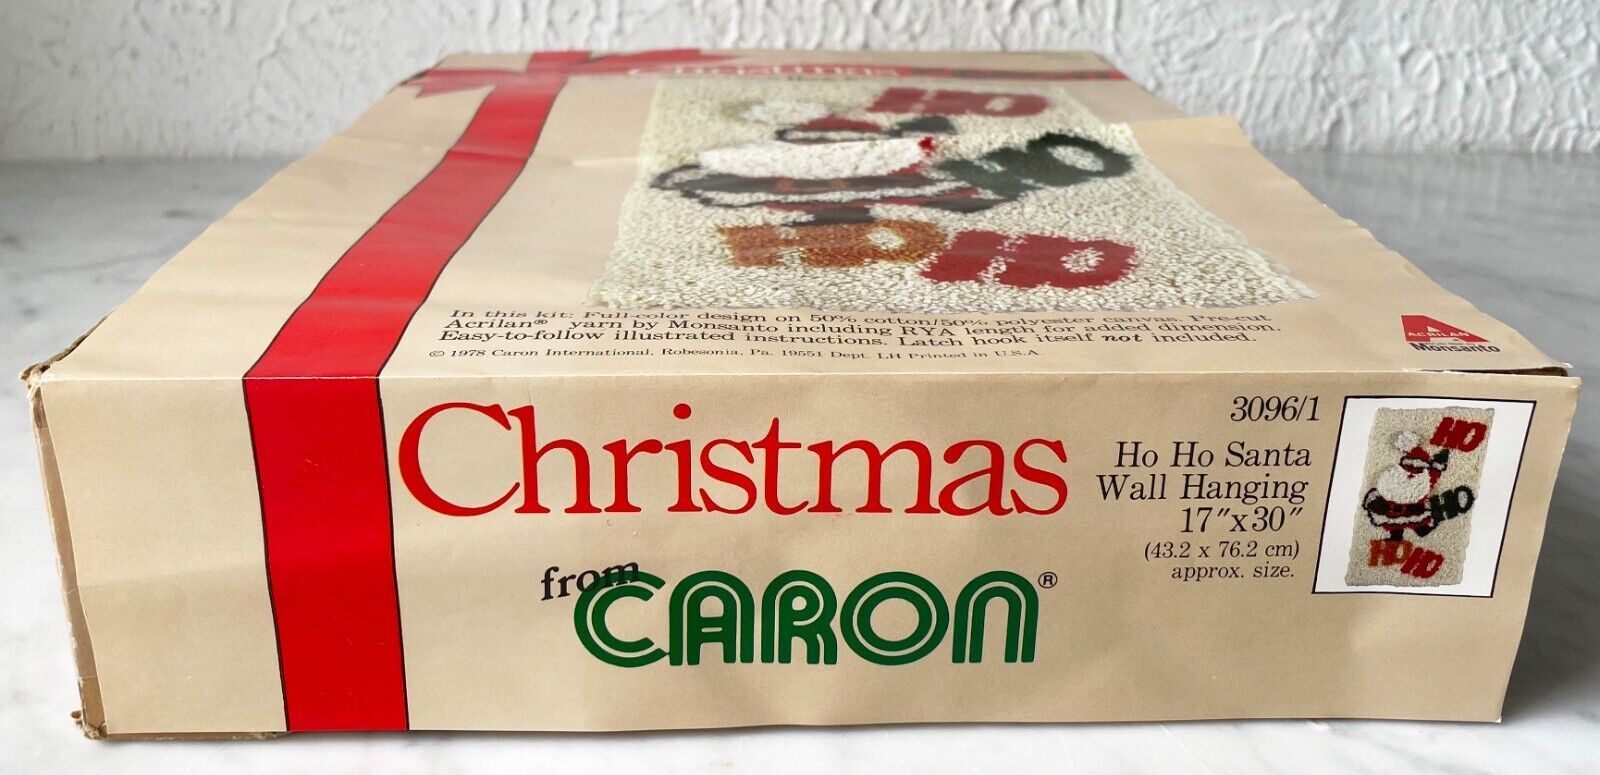 Christmas
HO
HO
HO HO
In this kit: Full-color design on 50% cotton/50% polyester canvas. Pre-cut
Acrilan® yarn by Monsanto including RYA length for added dimension.
Easy-to-follow illustrated instructions. Latch hook itself not included.
© 1978 Caron International, Robesonia, Pa. 19551 Dept. LH Printed in U.S.A.
ACRILAN
Monsanto
Christmas
from CARON®
3096/1
Ho Ho Santa
Wall Hanging
17"x30"
(43.2 x 76.2 cm)
approx. size.
HO
HO
HO HO